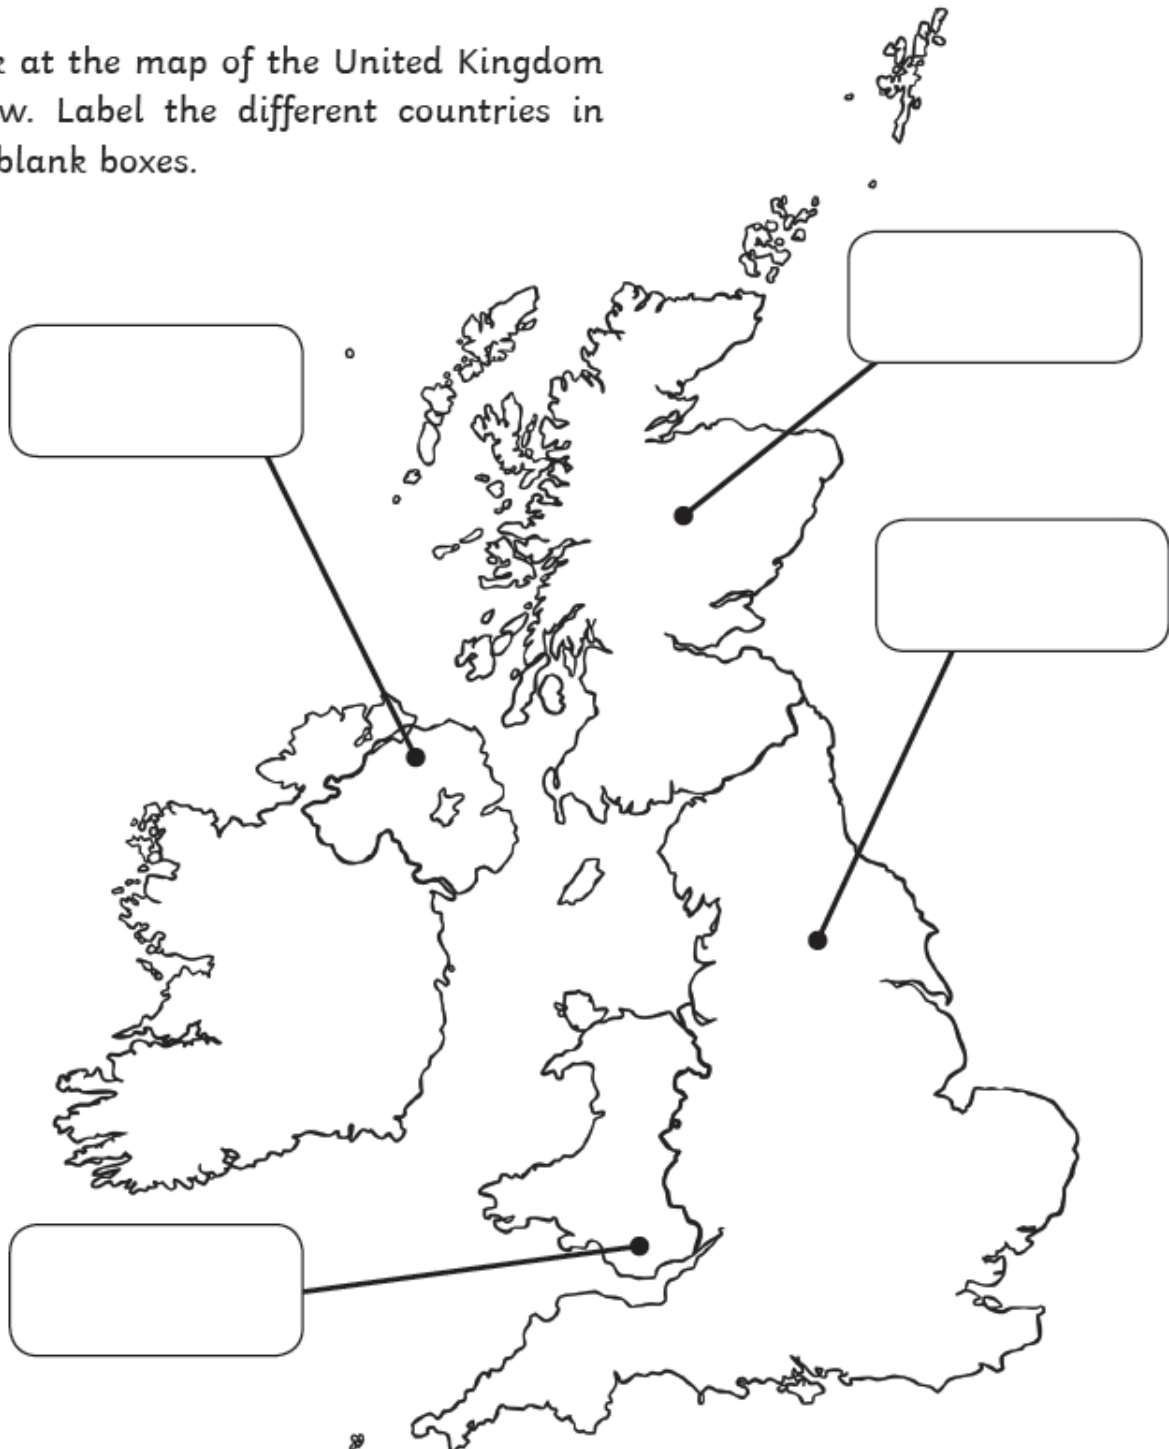 at the map of the United Kingdom
Label the different countries in
blank boxes.